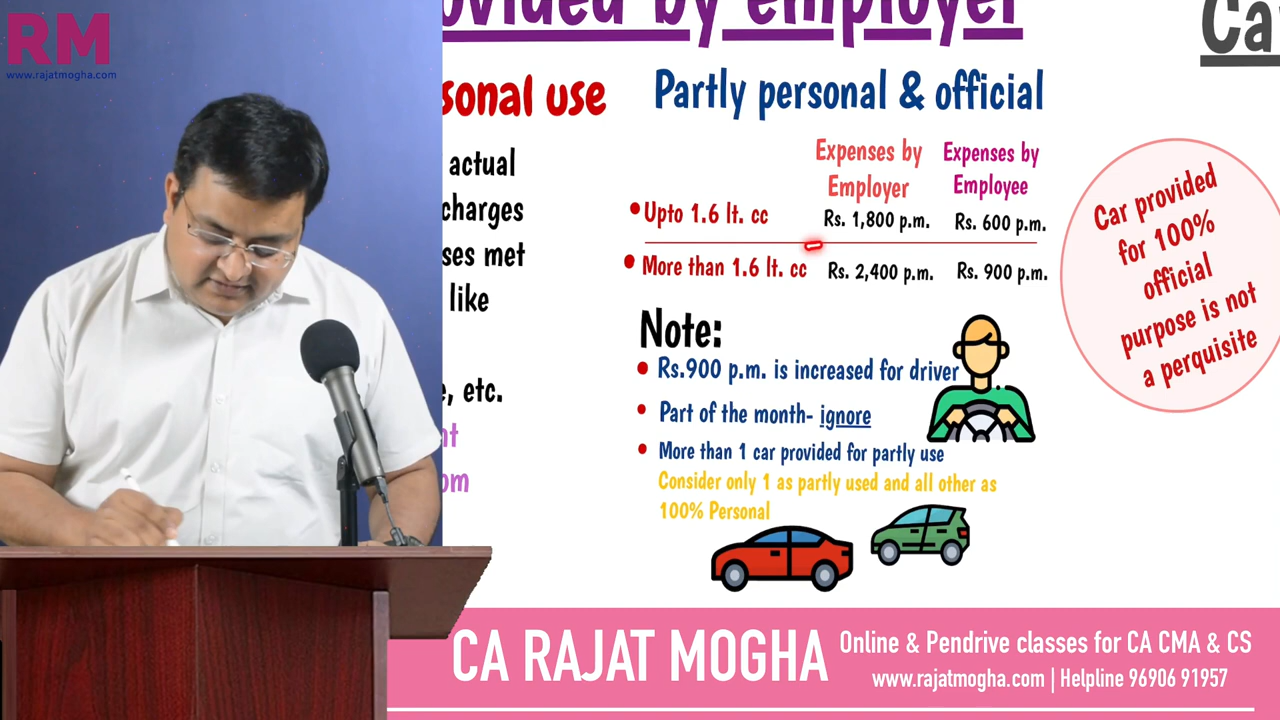 RM
www.rajatmogha.com
ovided by employer
Ca
sonal use
actual
charges
ses met
like
e, etc.
nt
om
Partly personal & official
Expenses by
Employer
Expenses by
Employee
•Upto 1.6 lt. cc Rs. 1,800 p.m. Rs. 600 p.m.
• More than 1.6 lt. cc Rs. 2,400 p.m. Rs. 900 p.m.
Note:
• Rs.900 p.m. is increased for driver
• Part of the month- ignore
• More than 1 car provided for partly use
Consider only 1 as partly used and all other as
100% Personal
Car provided
for 100%
official
purpose is not
a perquisite
CA RAJAT MOGHA
Online & Pendrive classes for CA CMA & CS
www.rajatmogha.com | Helpline 96906 91957